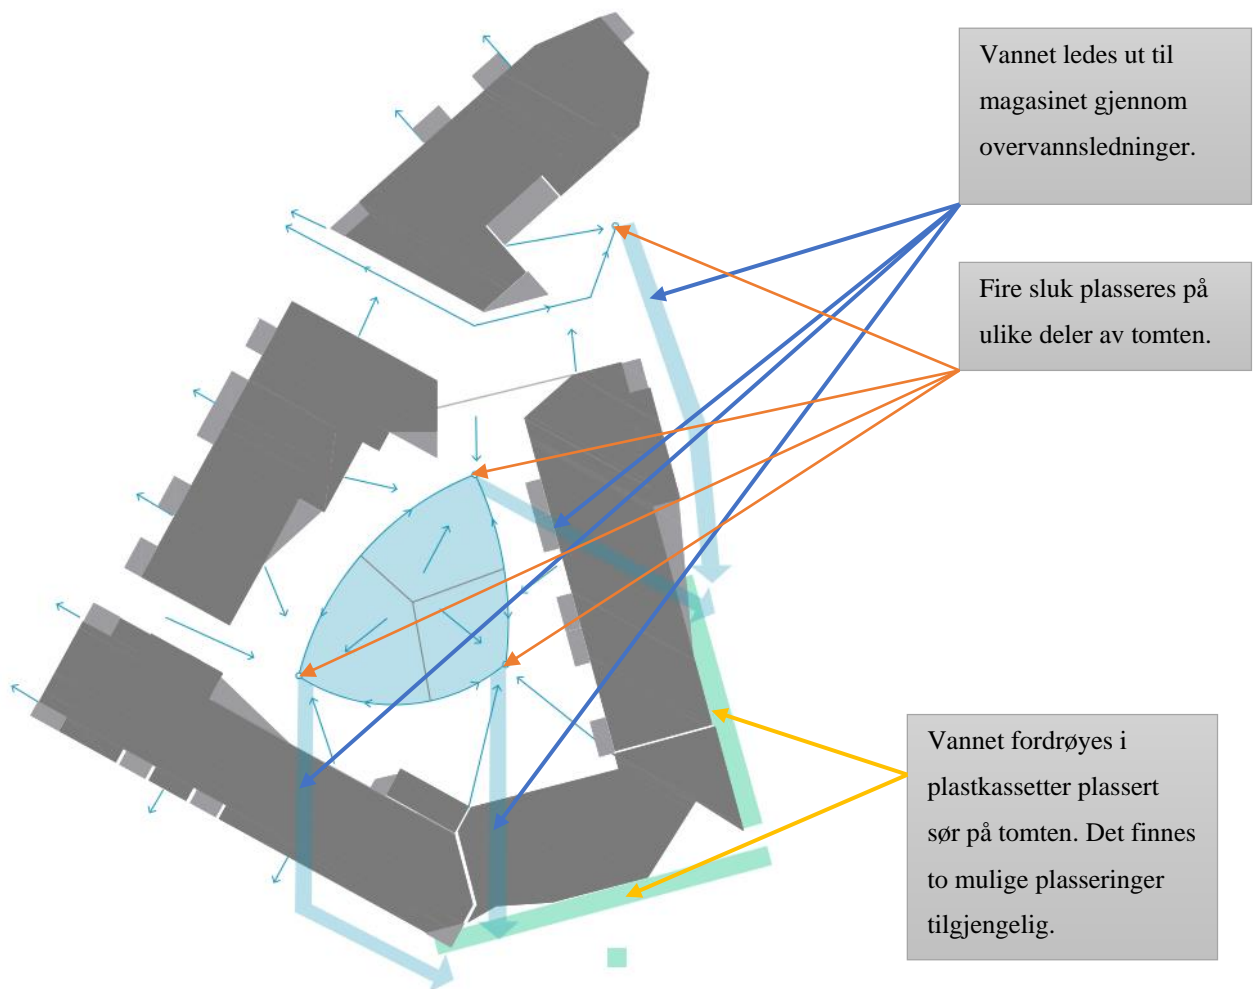 Vannet ledes ut til
magasinet gjennom
overvannsledninger.
Fire sluk plasseres på
ulike deler av tomten.
Vannet fordrøyes i
plastkassetter plassert
sør på tomten. Det finnes
to mulige plasseringer
tilgjengelig.